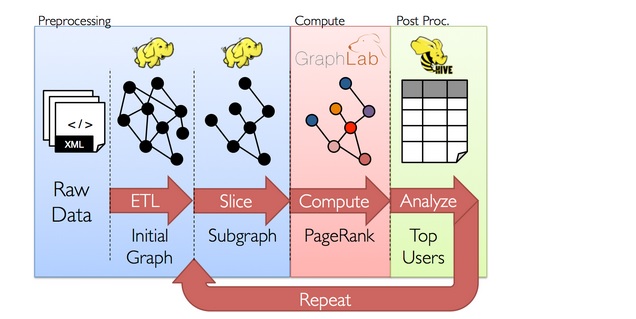 Preprocessing
Compute
Post Proc.
GraphLab
HIVE
</>
XML
Raw
Data
ETL
Slice
Compute
Analyze
Initial
Graph
Subgraph
PageRank
Top
Users
Repeat